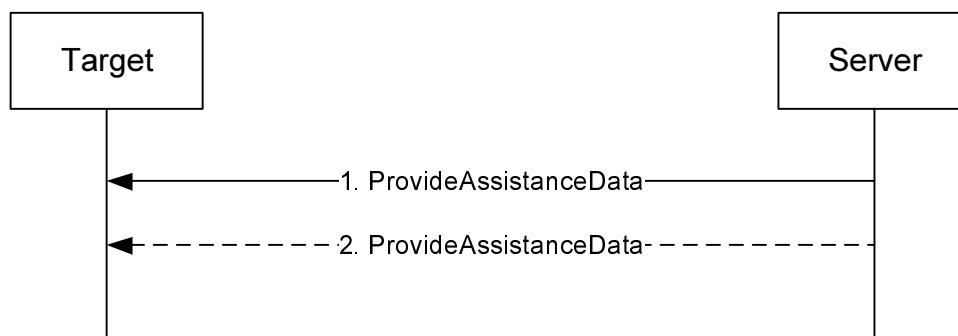 Target
Server
1. ProvideAssistanceData
2. ProvideAssistanceData